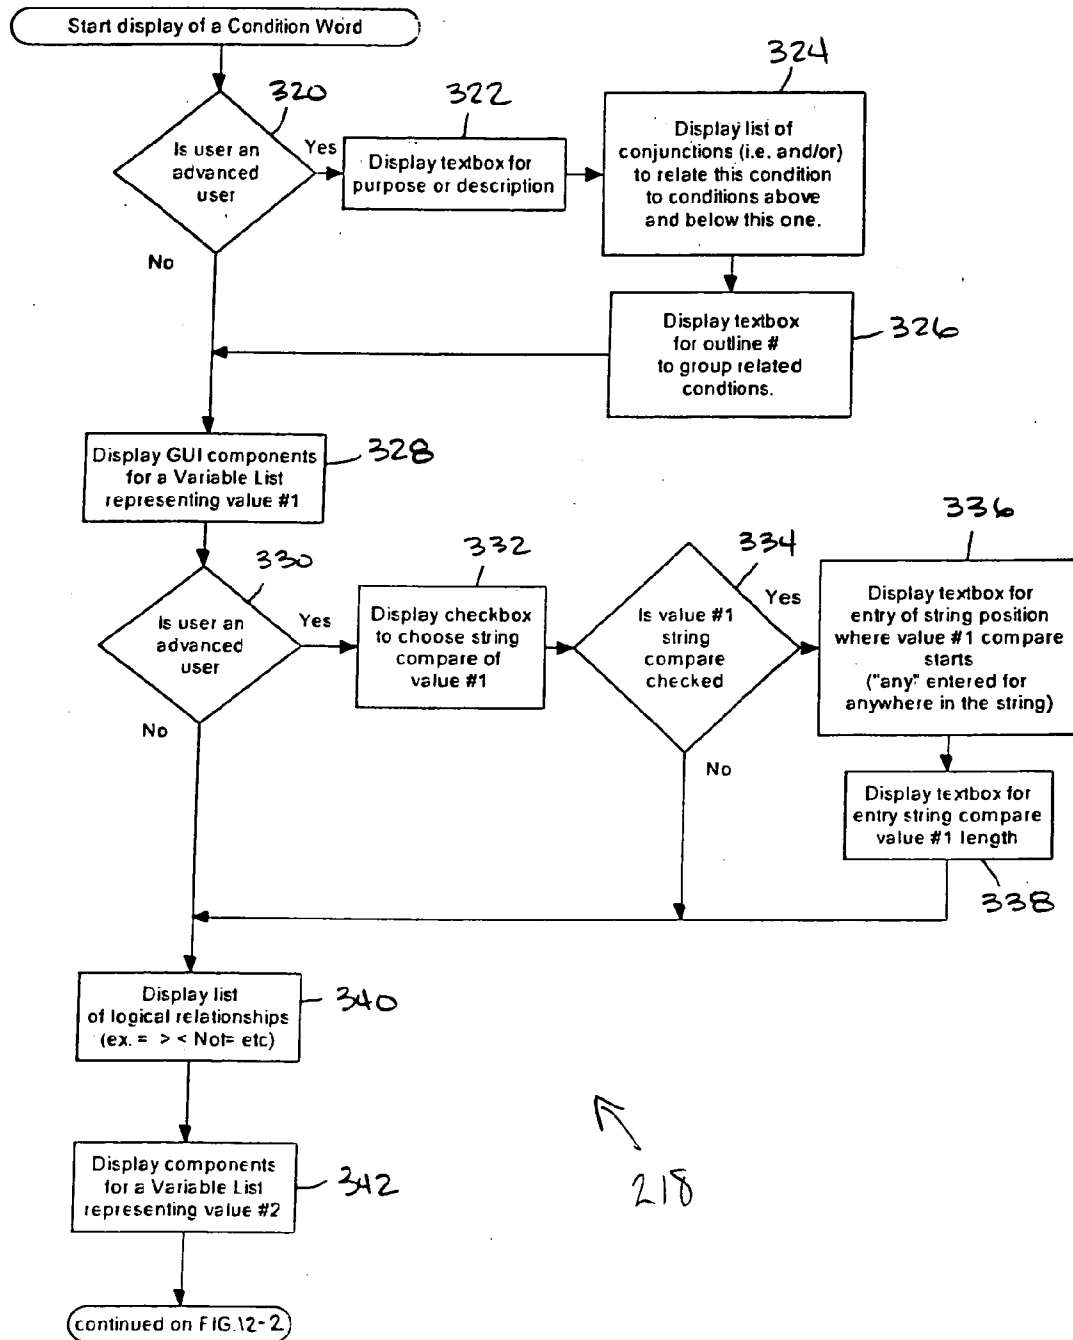 Start display of a Condition Word
320
Is user an
advanced
user
Yes
No
322
Display textbox for
purpose or description
324
Display list of
conjunctions (i.e. and/or)
to relate this condition
to conditions above
and below this one.
Display textbox
for outline #
to group related
condtions.
326
Display GUI components
for a Variable List
representing value #1
328
330
Is user an
advanced
user
Yes
No
332
Display checkbox
to choose string
compare of
value #1
334
Is value #1
string
compare
checked
Yes
No
336
Display textbox for
entry of string position
where value #1 compare
starts
("any" entered for
anywhere in the string)
Display textbox for
entry string compare
value #1 length
338
Display list
of logical relationships
(ex. = > < Not= etc)
340
Display components
for a Variable List
representing value #2
342
218
continued on FIG.12-2